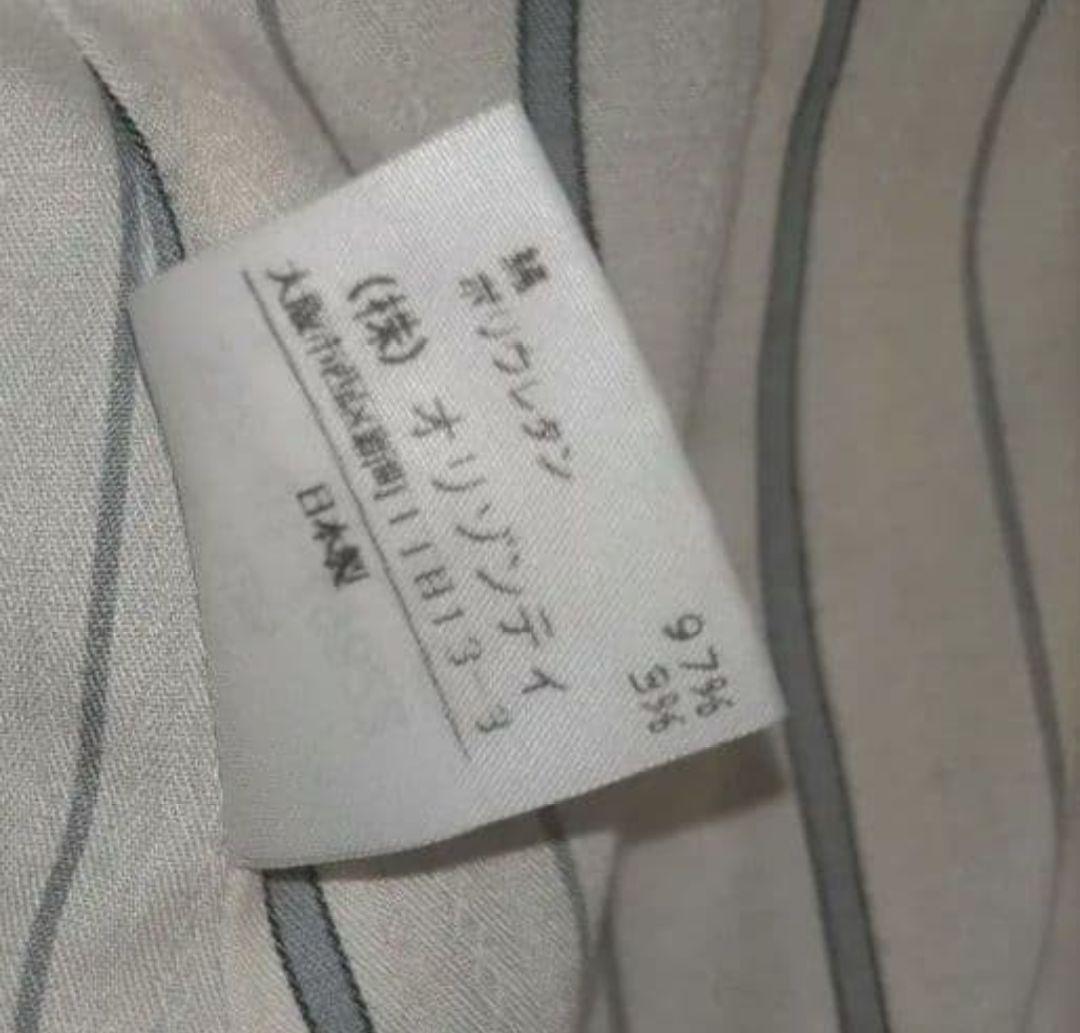 綿 97%
ポリウレタン 3%
(株) オリゾンティ
大阪市西区新町1丁目13-3
日本製